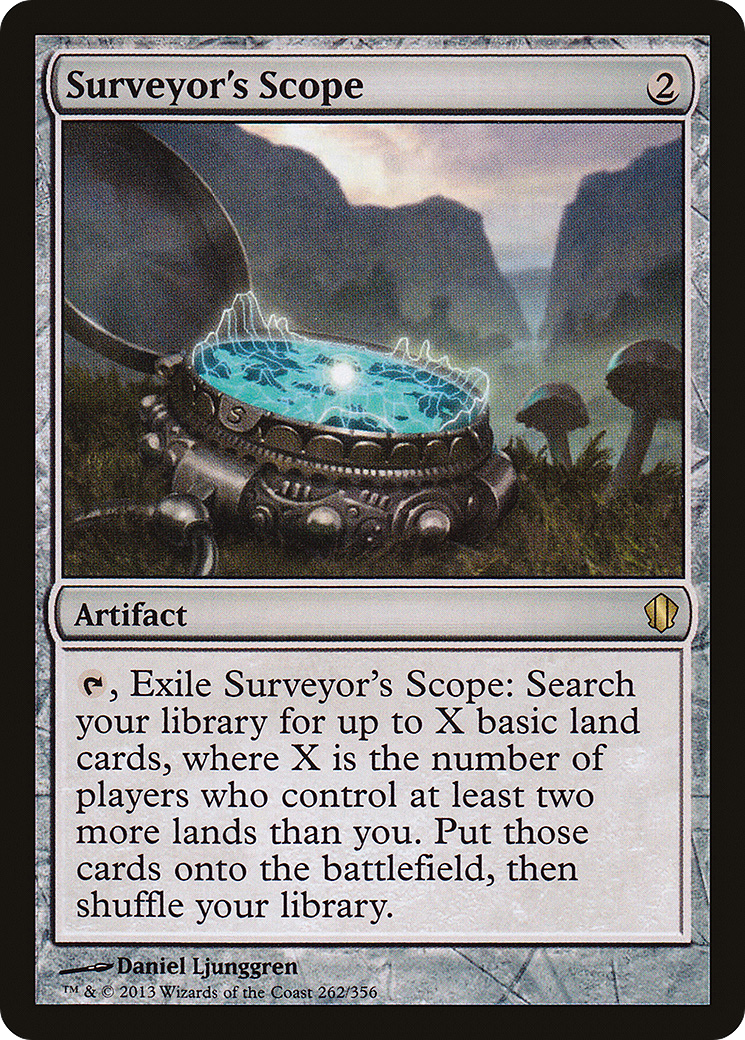 Surveyor's Scope 2
S
Artifact
, Exile Surveyor's Scope: Search
your library for up to X basic land
cards, where X is the number of
players who control at least two
more lands than you. Put those
cards onto the battlefield, then
shuffle your library.
Daniel Ljunggren
™ & © 2013 Wizards of the Coast 262/356